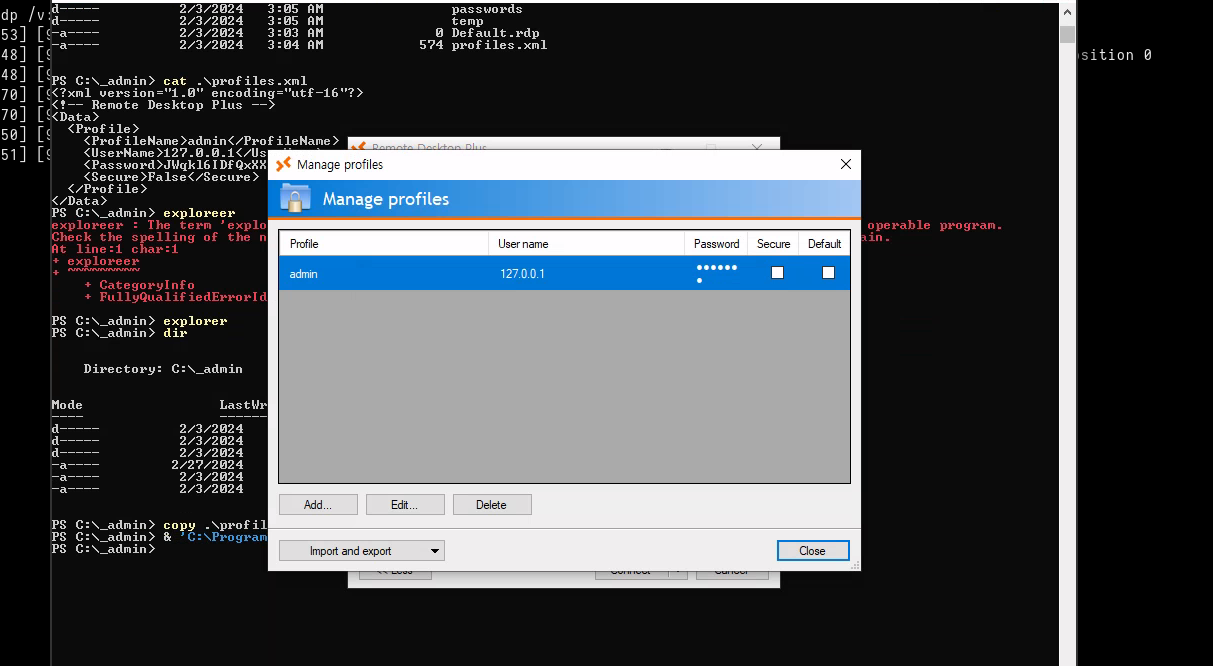 dp /v:
53] [9
48] [9
48] [9
70] [9
70] [9
50] [9
51] [9
sition 0
d----- 2/3/2024 3:05 AM passwords
d----- 2/3/2024 3:05 AM temp
-a---- 2/3/2024 3:03 AM 0 Default.rdp
-a---- 2/3/2024 3:04 AM 574 profiles.xml
PS C:\_admin> cat .\profiles.xml
<?xml version="1.0" encoding="utf-16"?>
<!-- Remote Desktop Plus -->
<Data>
<Profile>
<ProfileName>admin</ProfileName>
<UserName>127.0.0.1</Us
<Password>JWqkl6IDfQxXX
<Secure>False</Secure>
</Profile>
</Data>
PS C:\_admin> exploreer
exploreer : The term 'explo
operable program.
Check the spelling of the n
ain.
At line:1 char:1
+ exploreer
+ ~~~~~~~~~
+ CategoryInfo
+ FullyQualifiedErrorId
PS C:\_admin> explorer
PS C:\_admin> dir
Directory: C:\_admin
Mode LastWr
---- ------
d----- 2/3/2024
d----- 2/3/2024
d----- 2/3/2024
-a---- 2/27/2024
-a---- 2/3/2024
-a---- 2/3/2024
PS C:\_admin> copy .\profil
PS C:\_admin> & 'C:\Program
PS C:\_admin>
Remote Desktop Plus
Manage profiles
Manage profiles
Profile User name Password Secure Default
admin 127.0.0.1 •••••••
Add... Edit... Delete
Import and export Close
<< Less Connect Cancel